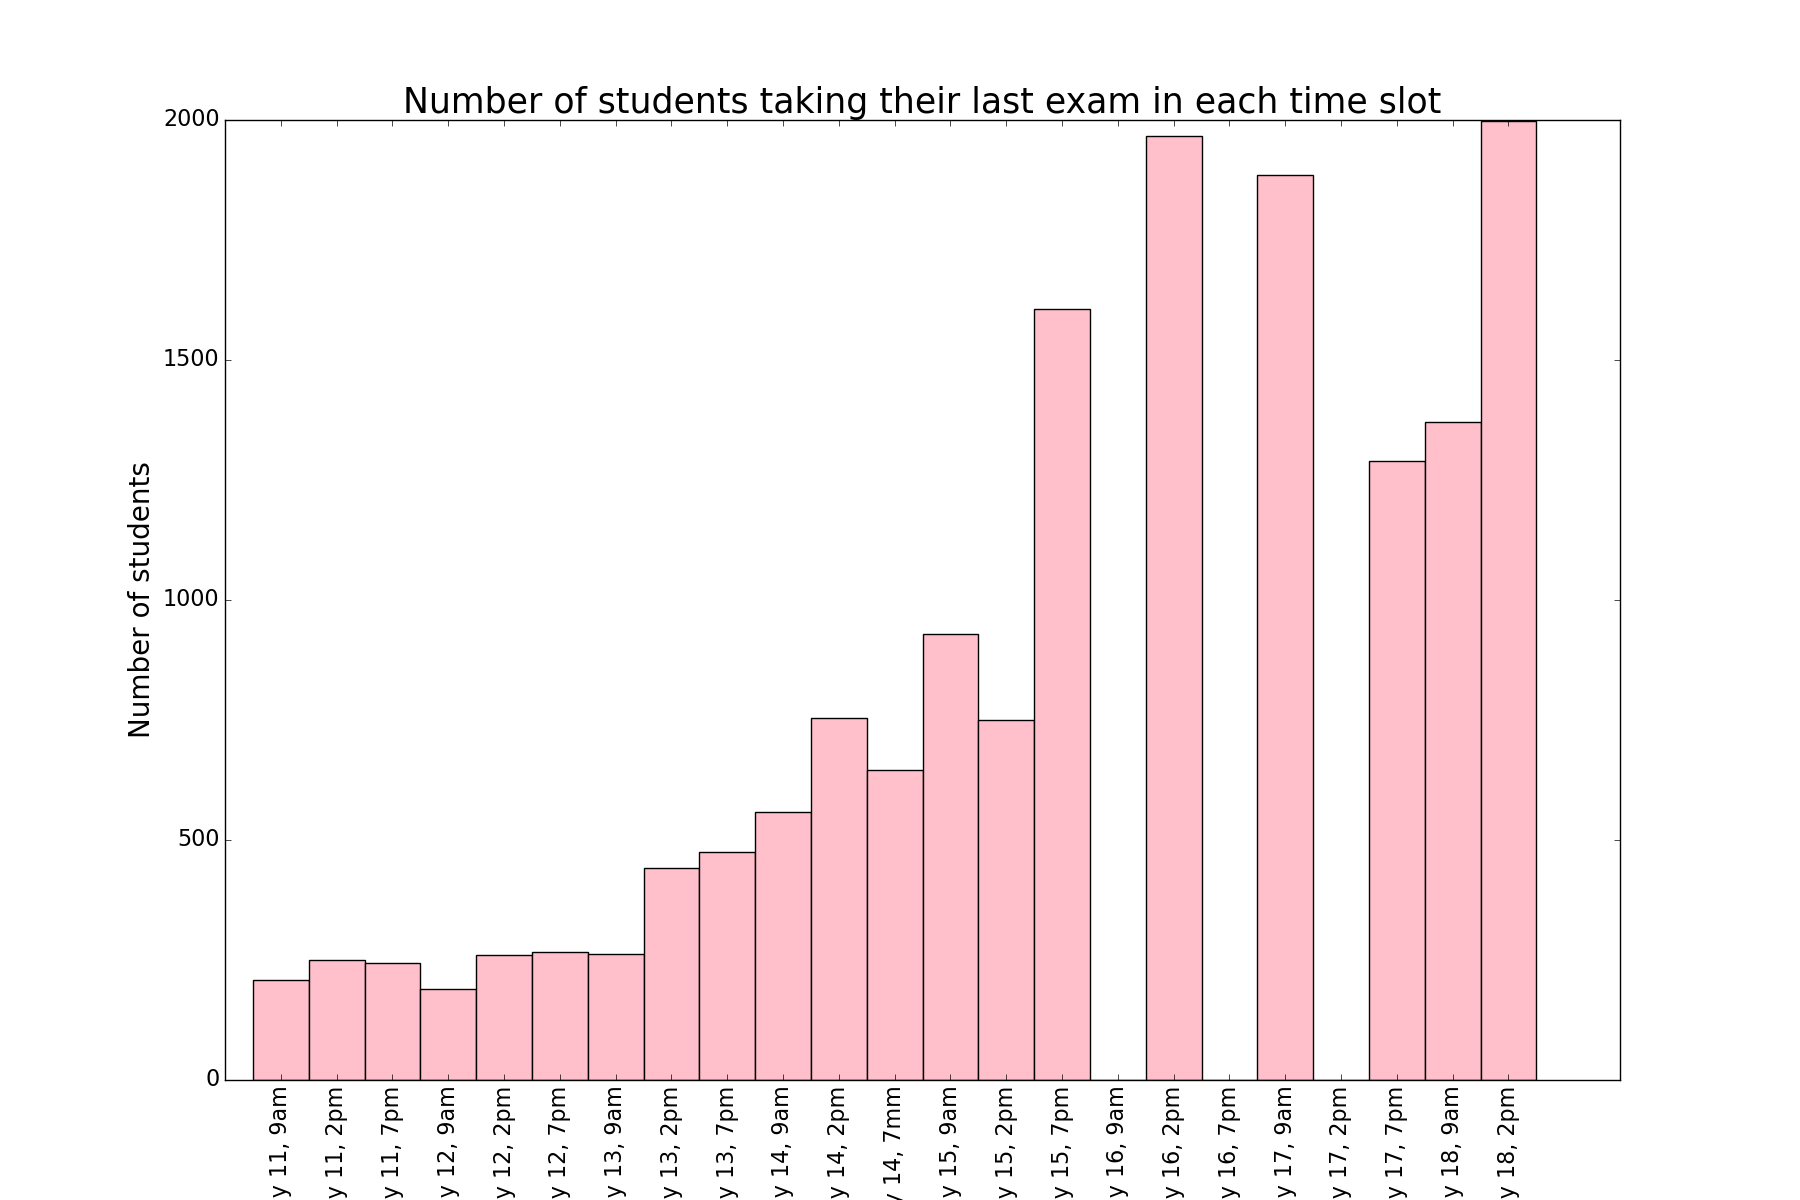 Number of students taking their last exam in each time slot
Number of students
2000
1500
1000
500
0
y 11, 9am
y 11, 2pm
y 11, 7pm
y 12, 9am
y 12, 2pm
y 12, 7pm
y 13, 9am
y 13, 2pm
y 13, 7pm
y 14, 9am
y 14, 2pm
y 14, 7mm
y 15, 9am
y 15, 2pm
y 15, 7pm
y 16, 9am
y 16, 2pm
y 16, 7pm
y 17, 9am
y 17, 2pm
y 17, 7pm
y 18, 9am
y 18, 2pm